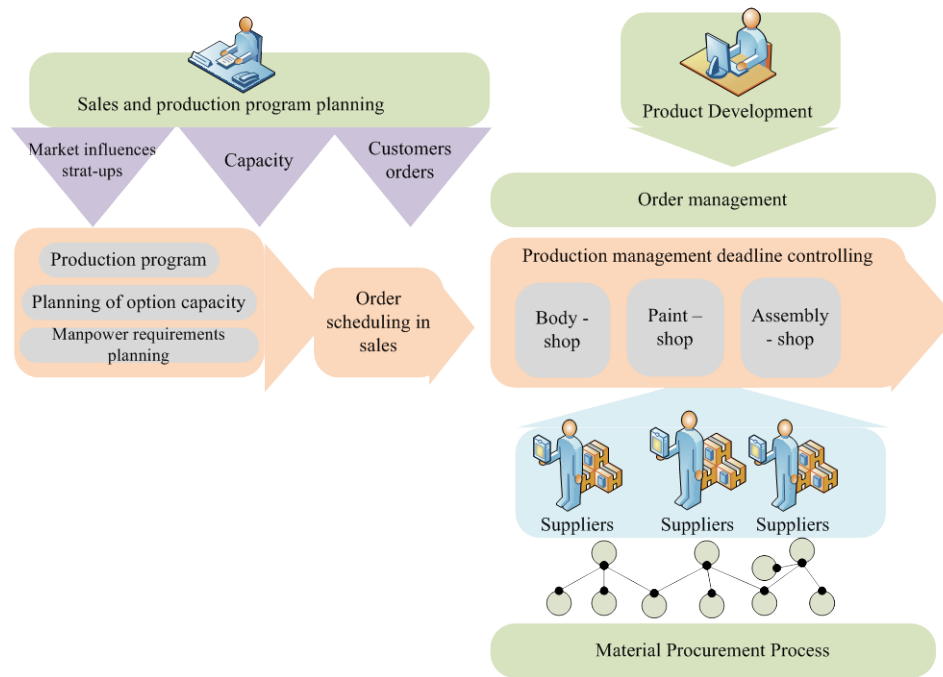 Sales and production program planning
Market influences
strat-ups
Capacity
Customers
orders
Production program
Planning of option capacity
Manpower requirements
planning
Order
scheduling in
sales
Product Development
Order management
Production management deadline controlling
Body -
shop
Paint –
shop
Assembly
- shop
Suppliers
Suppliers
Suppliers
Material Procurement Process